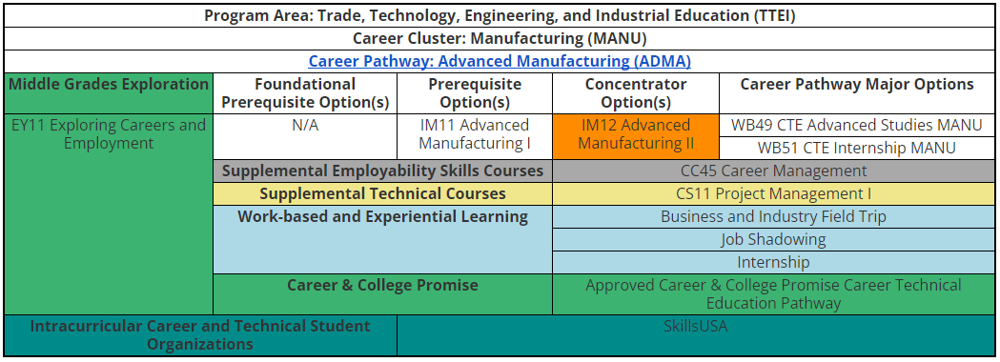 Program Area: Trade, Technology, Engineering, and Industrial Education (TTEI)
Career Cluster: Manufacturing (MANU)
Career Pathway: Advanced Manufacturing (ADMA)
Middle Grades Exploration
Foundational
Prerequisite Option(s)
Prerequisite
Option(s)
Concentrator
Option(s)
Career Pathway Major Options
EY11 Exploring Careers and
Employment
N/A
IM11 Advanced
Manufacturing I
IM12 Advanced
Manufacturing II
WB49 CTE Advanced Studies MANU
WB51 CTE Internship MANU
Supplemental Employability Skills Courses
CC45 Career Management
Supplemental Technical Courses
CS11 Project Management I
Work-based and Experiential Learning
Business and Industry Field Trip
Job Shadowing
Internship
Career & College Promise
Approved Career & College Promise Career Technical
Education Pathway
Intracurricular Career and Technical Student
Organizations
SkillsUSA